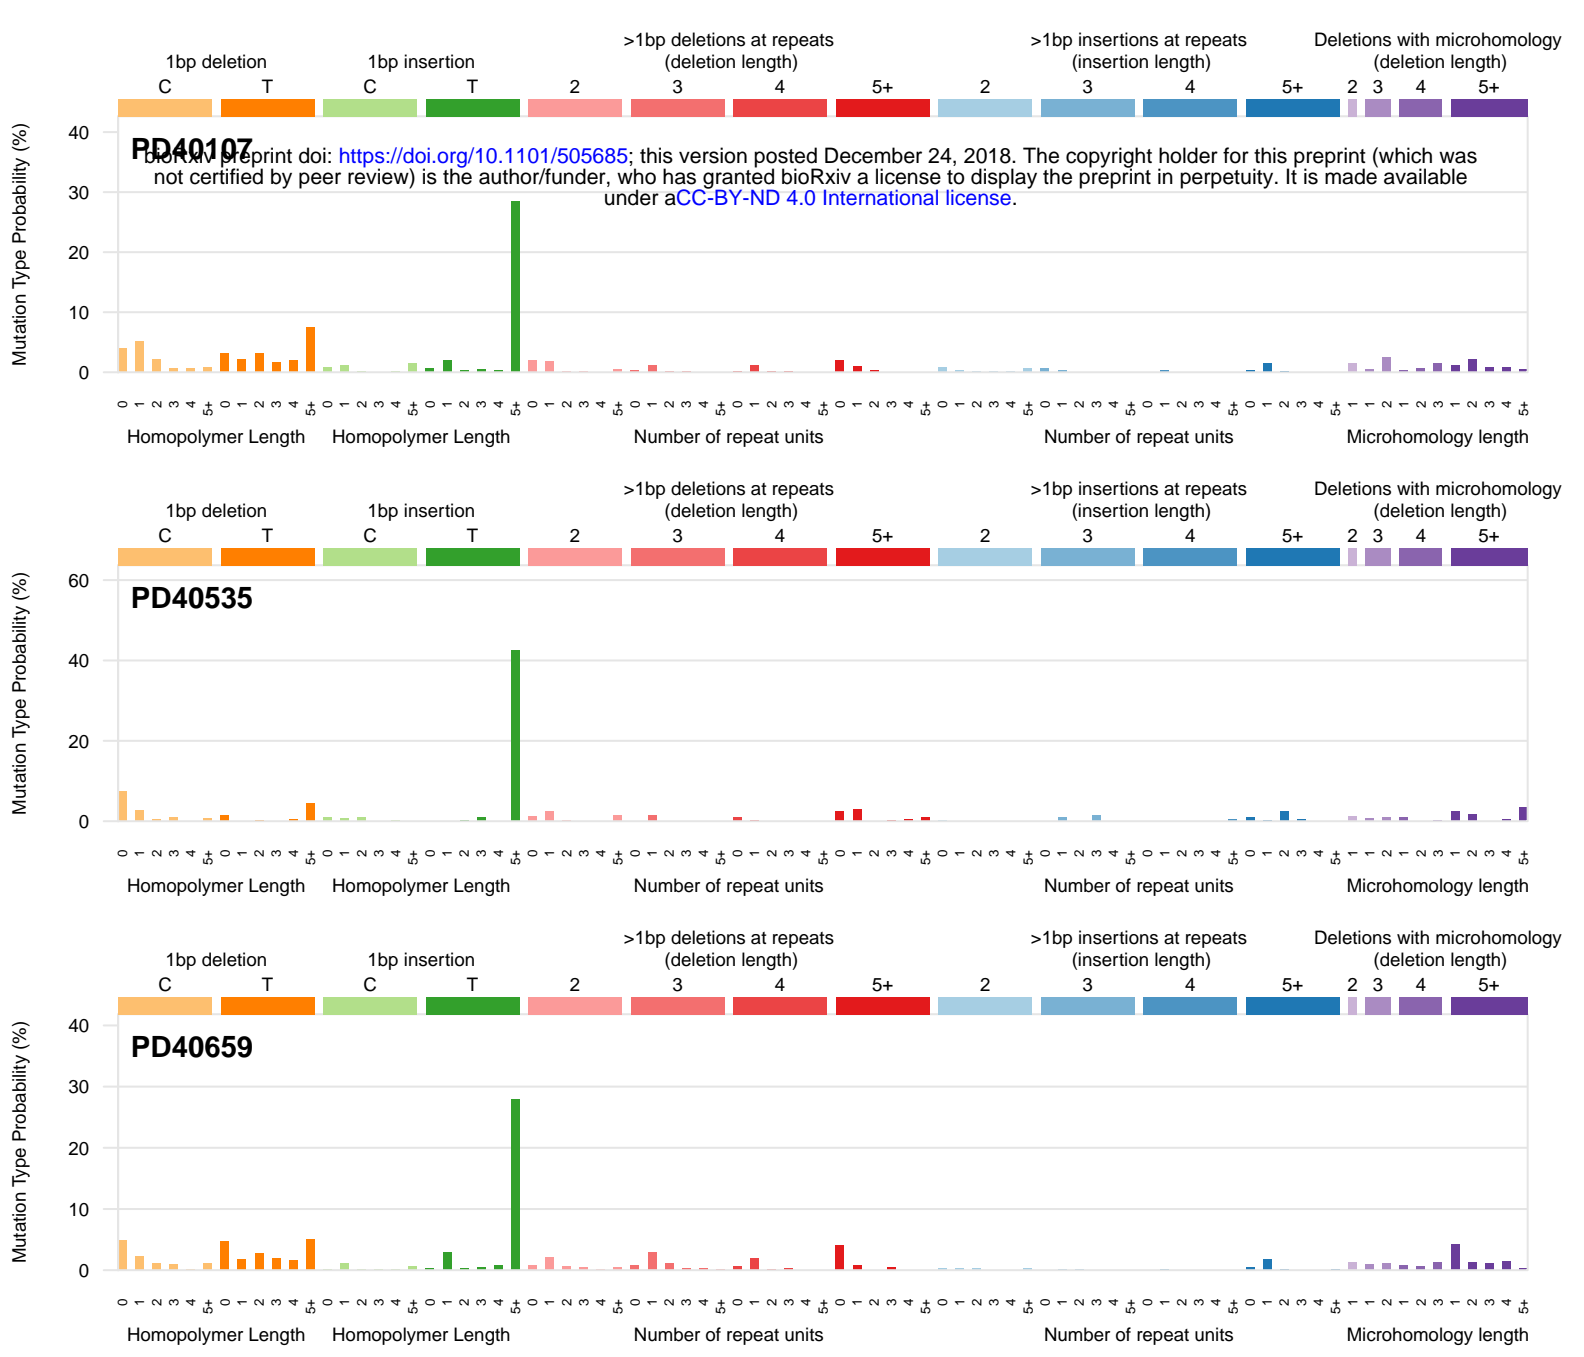 >1bp deletions at repeats >1bp insertions at repeats Deletions with microhomology
1bp deletion 1bp insertion (deletion length) (insertion length) (deletion length)
C T C T 2 3 4 5+ 2 3 4 5+ 2 3 4 5+
Mutation Type Probability (%)
40
PD40107
bioRxiv preprint doi: https://doi.org/10.1101/505685; this version posted December 24, 2018. The copyright holder for this preprint (which was
not certified by peer review) is the author/funder, who has granted bioRxiv a license to display the preprint in perpetuity. It is made available
under aCC-BY-ND 4.0 International license.
30
20
10
0
0 1 2 3 4 5+ 0 1 2 3 4 5+ 0 1 2 3 4 5+ 0 1 2 3 4 5+ 0 1 2 3 4 5+ 0 1 2 3 4 5+ 0 1 2 3 4 5+ 0 1 2 3 4 5+ 0 1 2 3 4 5+ 0 1 2 3 4 5+ 0 1 2 3 4 5+ 0 1 2 3 4 5+ 1 1 2 1 2 3 1 2 3 4 5+
Homopolymer Length Homopolymer Length Number of repeat units Number of repeat units Microhomology length
>1bp deletions at repeats >1bp insertions at repeats Deletions with microhomology
1bp deletion 1bp insertion (deletion length) (insertion length) (deletion length)
C T C T 2 3 4 5+ 2 3 4 5+ 2 3 4 5+
Mutation Type Probability (%)
60
PD40535
40
20
0
0 1 2 3 4 5+ 0 1 2 3 4 5+ 0 1 2 3 4 5+ 0 1 2 3 4 5+ 0 1 2 3 4 5+ 0 1 2 3 4 5+ 0 1 2 3 4 5+ 0 1 2 3 4 5+ 0 1 2 3 4 5+ 0 1 2 3 4 5+ 0 1 2 3 4 5+ 0 1 2 3 4 5+ 1 1 2 1 2 3 1 2 3 4 5+
Homopolymer Length Homopolymer Length Number of repeat units Number of repeat units Microhomology length
>1bp deletions at repeats >1bp insertions at repeats Deletions with microhomology
1bp deletion 1bp insertion (deletion length) (insertion length) (deletion length)
C T C T 2 3 4 5+ 2 3 4 5+ 2 3 4 5+
Mutation Type Probability (%)
40
PD40659
30
20
10
0
0 1 2 3 4 5+ 0 1 2 3 4 5+ 0 1 2 3 4 5+ 0 1 2 3 4 5+ 0 1 2 3 4 5+ 0 1 2 3 4 5+ 0 1 2 3 4 5+ 0 1 2 3 4 5+ 0 1 2 3 4 5+ 0 1 2 3 4 5+ 0 1 2 3 4 5+ 0 1 2 3 4 5+ 1 1 2 1 2 3 1 2 3 4 5+
Homopolymer Length Homopolymer Length Number of repeat units Number of repeat units Microhomology length